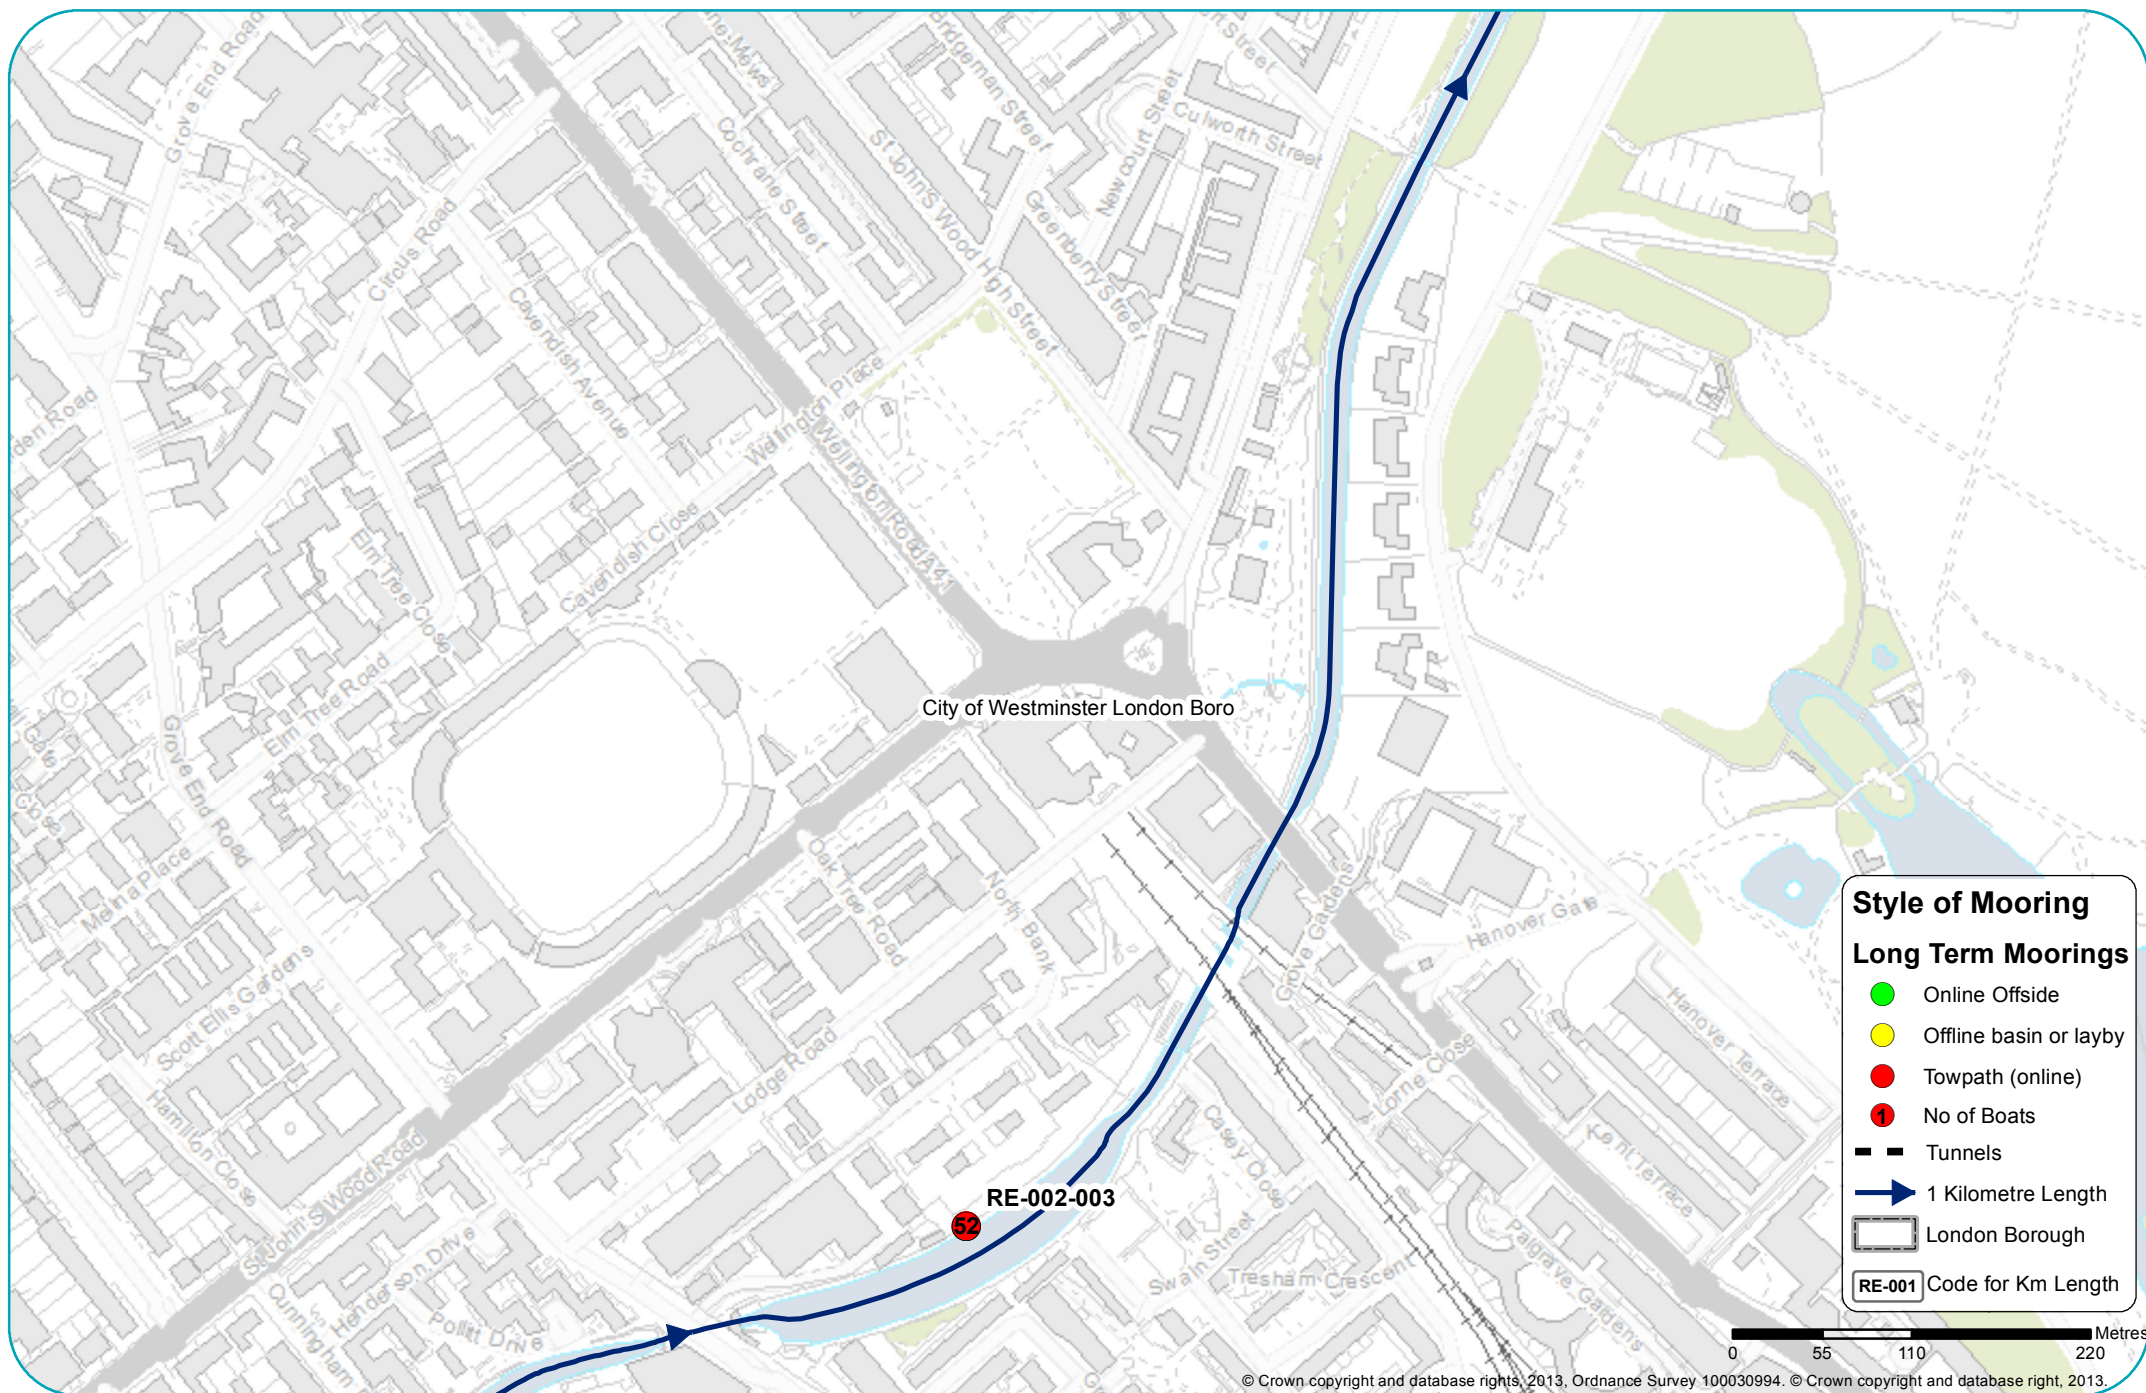 Grove End Road
Bridgeman Street
Cochrane Street
St John's Wood High Street
Newcourt Street
Culworth Street
Greenberry Street
Circus Road
Cavendish Avenue
Wellington Place
Wellington Road A41
Cavendish Close
Elm Tree Close
Elm Tree Road
Grove End Road
Gate
Close
Melina Place
City of Westminster London Boro
Oak Tree Road
North Bank
Grove Gardens
Hanover Gate
Hanover Terrace
Scott Ellis Gardens
Hamilton Close
Lodge Road
Lorne Close
Kent Terrace
Casey Close
St John's Wood Road
Henderson Drive
Cunningham
Pollitt Drive
RE-002-003
52
Swain Street
Tresham Crescent
Palgrave Gardens
Style of Mooring
Long Term Moorings
Online Offside
Offline basin or layby
Towpath (online)
1 No of Boats
Tunnels
1 Kilometre Length
London Borough
RE-001 Code for Km Length
Metres
0 55 110 220
© Crown copyright and database rights, 2013, Ordnance Survey 100030994. © Crown copyright and database right, 2013.